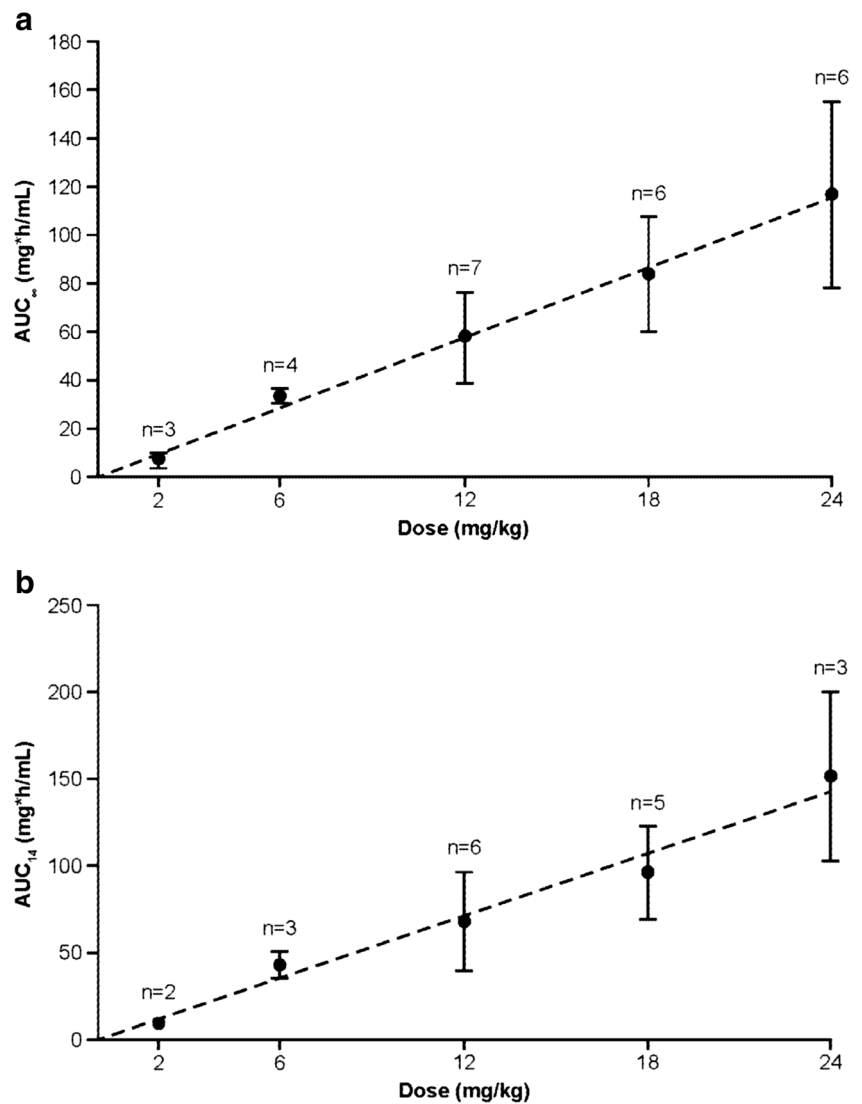 a
180
160
140
120
100
80
60
40
20
0
AUC∞ (mg*h/mL)
n=3
n=4
n=7
n=6
n=6
2 6 12 18 24
Dose (mg/kg)
b
250
200
150
100
50
0
AUC14 (mg*h/mL)
n=2
n=3
n=6
n=5
n=3
2 6 12 18 24
Dose (mg/kg)